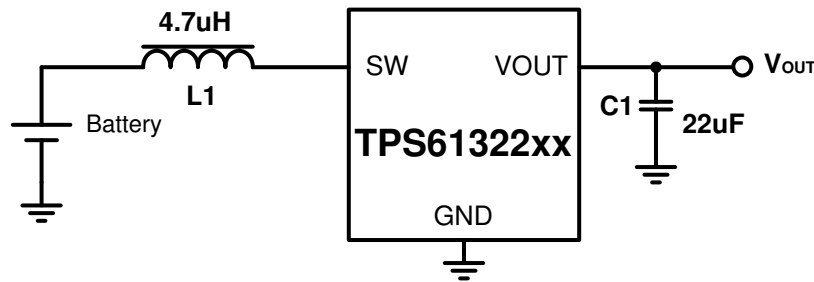 4.7uH
L1
Battery
SW
VOUT
TPS61322xx
GND
C1
22uF
VOUT